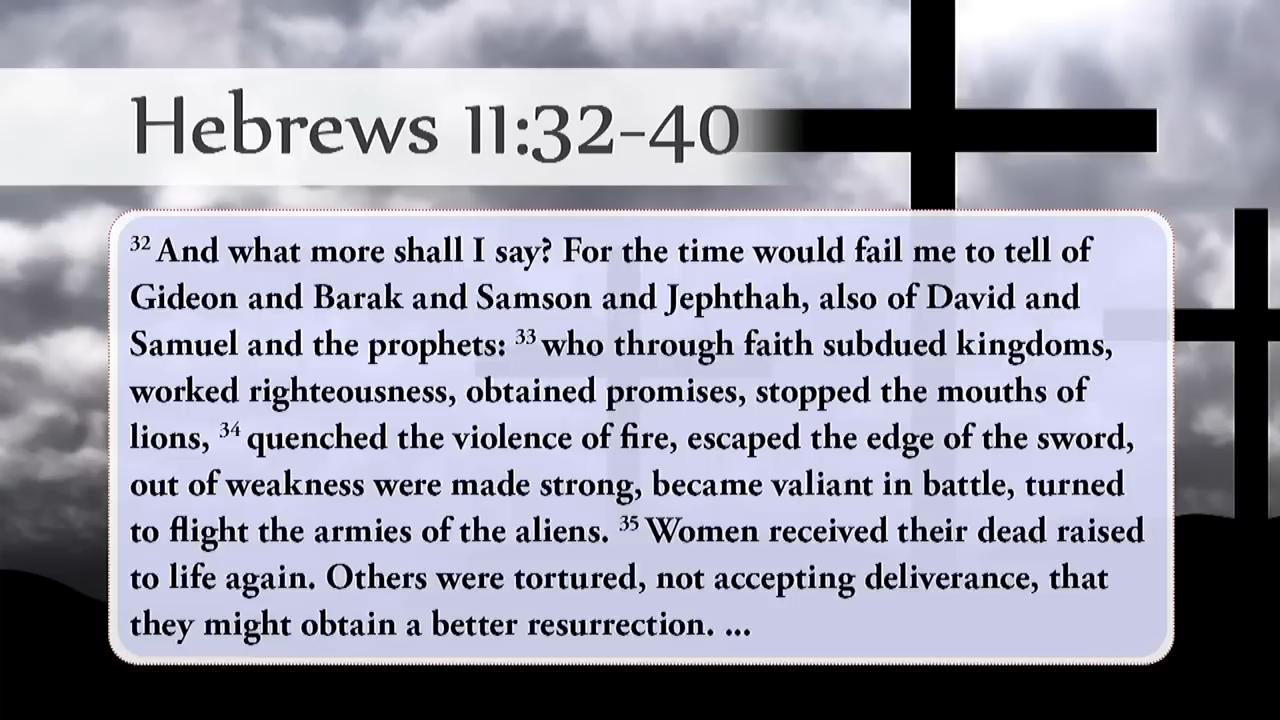 Hebrews 11:32-40
32 And what more shall I say? For the time would fail me to tell of
Gideon and Barak and Samson and Jephthah, also of David and
Samuel and the prophets: 33 who through faith subdued kingdoms,
worked righteousness, obtained promises, stopped the mouths of
lions, 34 quenched the violence of fire, escaped the edge of the sword,
out of weakness were made strong, became valiant in battle, turned
to flight the armies of the aliens. 35 Women received their dead raised
to life again. Others were tortured, not accepting deliverance, that
they might obtain a better resurrection. ...